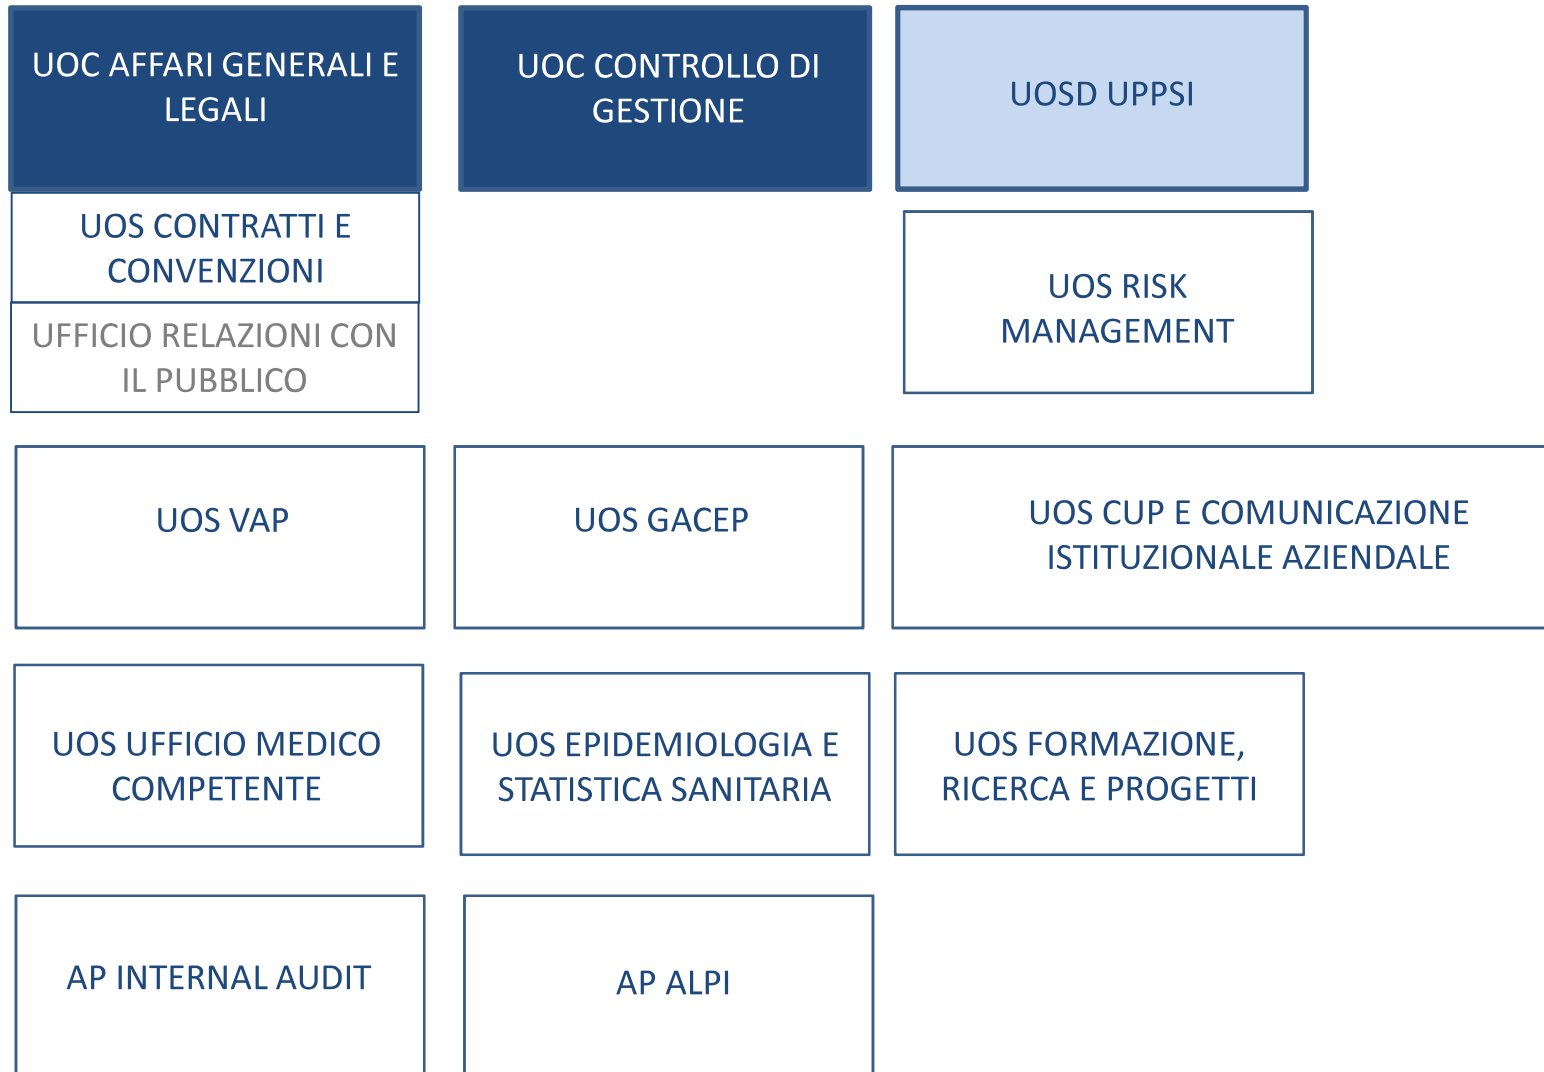 UOC AFFARI GENERALI E
LEGALI
UOC CONTROLLO DI
GESTIONE
UOSD UPPSI
UOS CONTRATTI E
CONVENZIONI
UFFICIO RELAZIONI CON
IL PUBBLICO
UOS RISK
MANAGEMENT
UOS VAP
UOS GACEP
UOS CUP E COMUNICAZIONE
ISTITUZIONALE AZIENDALE
UOS UFFICIO MEDICO
COMPETENTE
UOS EPIDEMIOLOGIA E
STATISTICA SANITARIA
UOS FORMAZIONE,
RICERCA E PROGETTI
AP INTERNAL AUDIT
AP ALPI